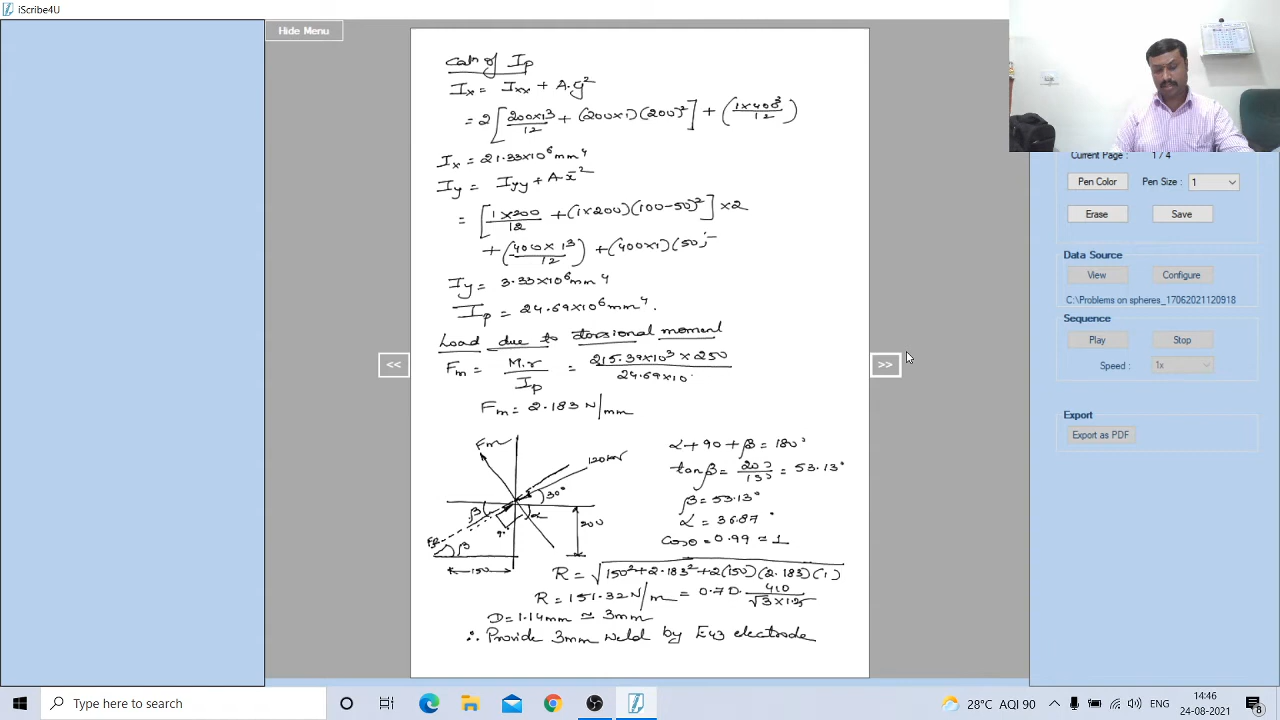 iScribe4U
Hide Menu
Calⁿ of Ip
Ix = Ixx + A.y²
= 2 [ 200×1³/12 + (200×1)(200)² ] + (1×400³/12)
Ix = 21.33×10⁶ mm⁴
Iy = Iyy + A.x̄²
= [ 1×200/12 + (1×200)(100-50)² ] ×2
+ (400×1³/12) + (400×1)(50)²
Iy = 3.33×10⁶ mm⁴
Ip = 24.69×10⁶ mm⁴.
Load due to torsional moment
Fm = M.r/Ip = 215.39×10³ × 250/24.69×10
Fm = 2.183 N/mm
Fm
120KN
30°
β
α
90
200
β
150
α + 90 + β = 180°
tan β = 200/150 = 53.13°
β = 53.13°
α = 36.87°
Cosθ = 0.99 = 1
R = √150² + 2.183² + 2(150)(2.183)(1)
R = 151.32 N/m = 0.7 D. 410/√3 × 1.25
D = 1.14mm ≃ 3mm
∴ Provide 3mm weld by E43 electrode
<<
>>
Current Page : 1 / 4
Pen Color
Pen Size : 1
Erase
Save
Data Source
View
Configure
C:\Problems on spheres_17062021120918
Sequence
Play
Stop
Speed : 1x
Export
Export as PDF
Type here to search
28°C AQI 90
ENG
14:46
24-08-2021
8